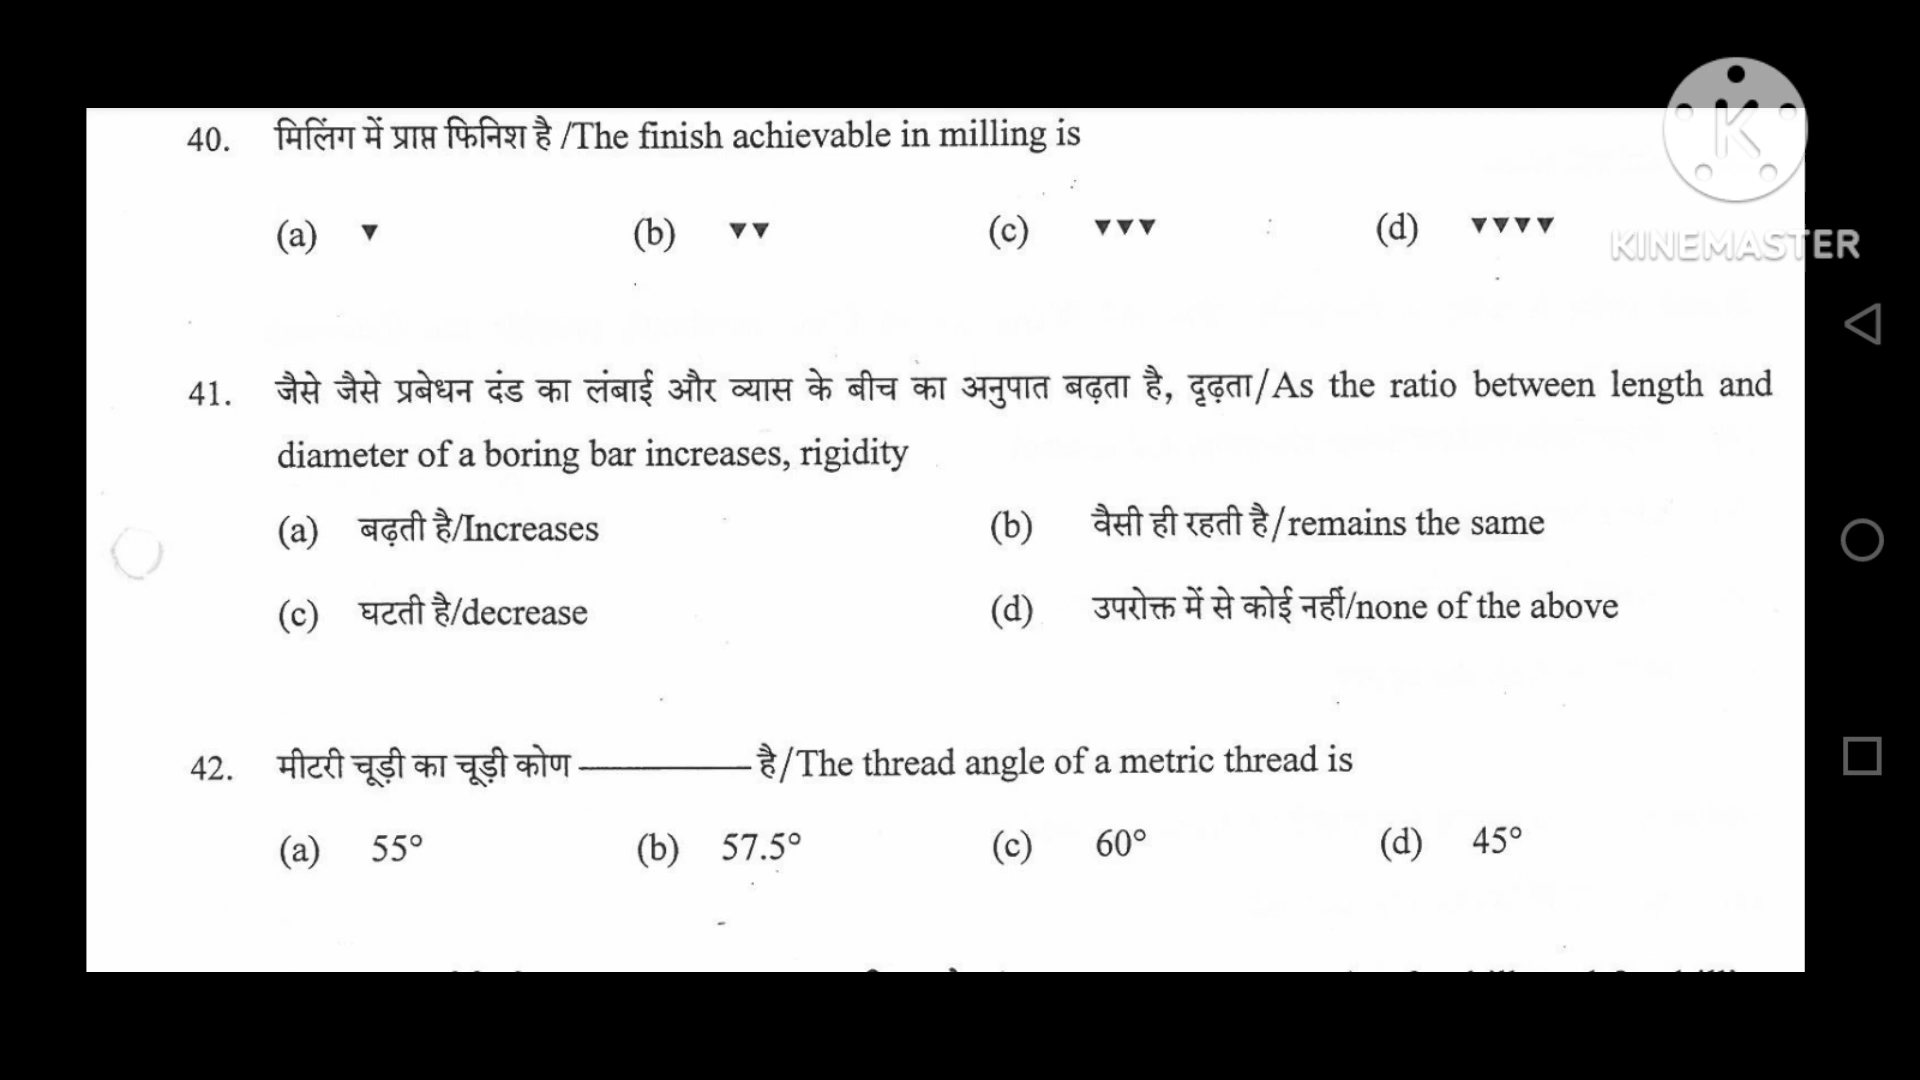 40. मिलिंग में प्राप्त फिनिश है /The finish achievable in milling is
(a) ▼ (b) ▼▼ (c) ▼▼▼ (d) ▼▼▼▼
KINEMASTER
41. जैसे जैसे प्रबेधन दंड का लंबाई और व्यास के बीच का अनुपात बढ़ता है, दृढ़ता/As the ratio between length and
diameter of a boring bar increases, rigidity
(a) बढ़ती है/Increases (b) वैसी ही रहती है/remains the same
(c) घटती है/decrease (d) उपरोक्त में से कोई नहीं/none of the above
42. मीटरी चूड़ी का चूड़ी कोण ———— है/The thread angle of a metric thread is
(a) 55° (b) 57.5° (c) 60° (d) 45°